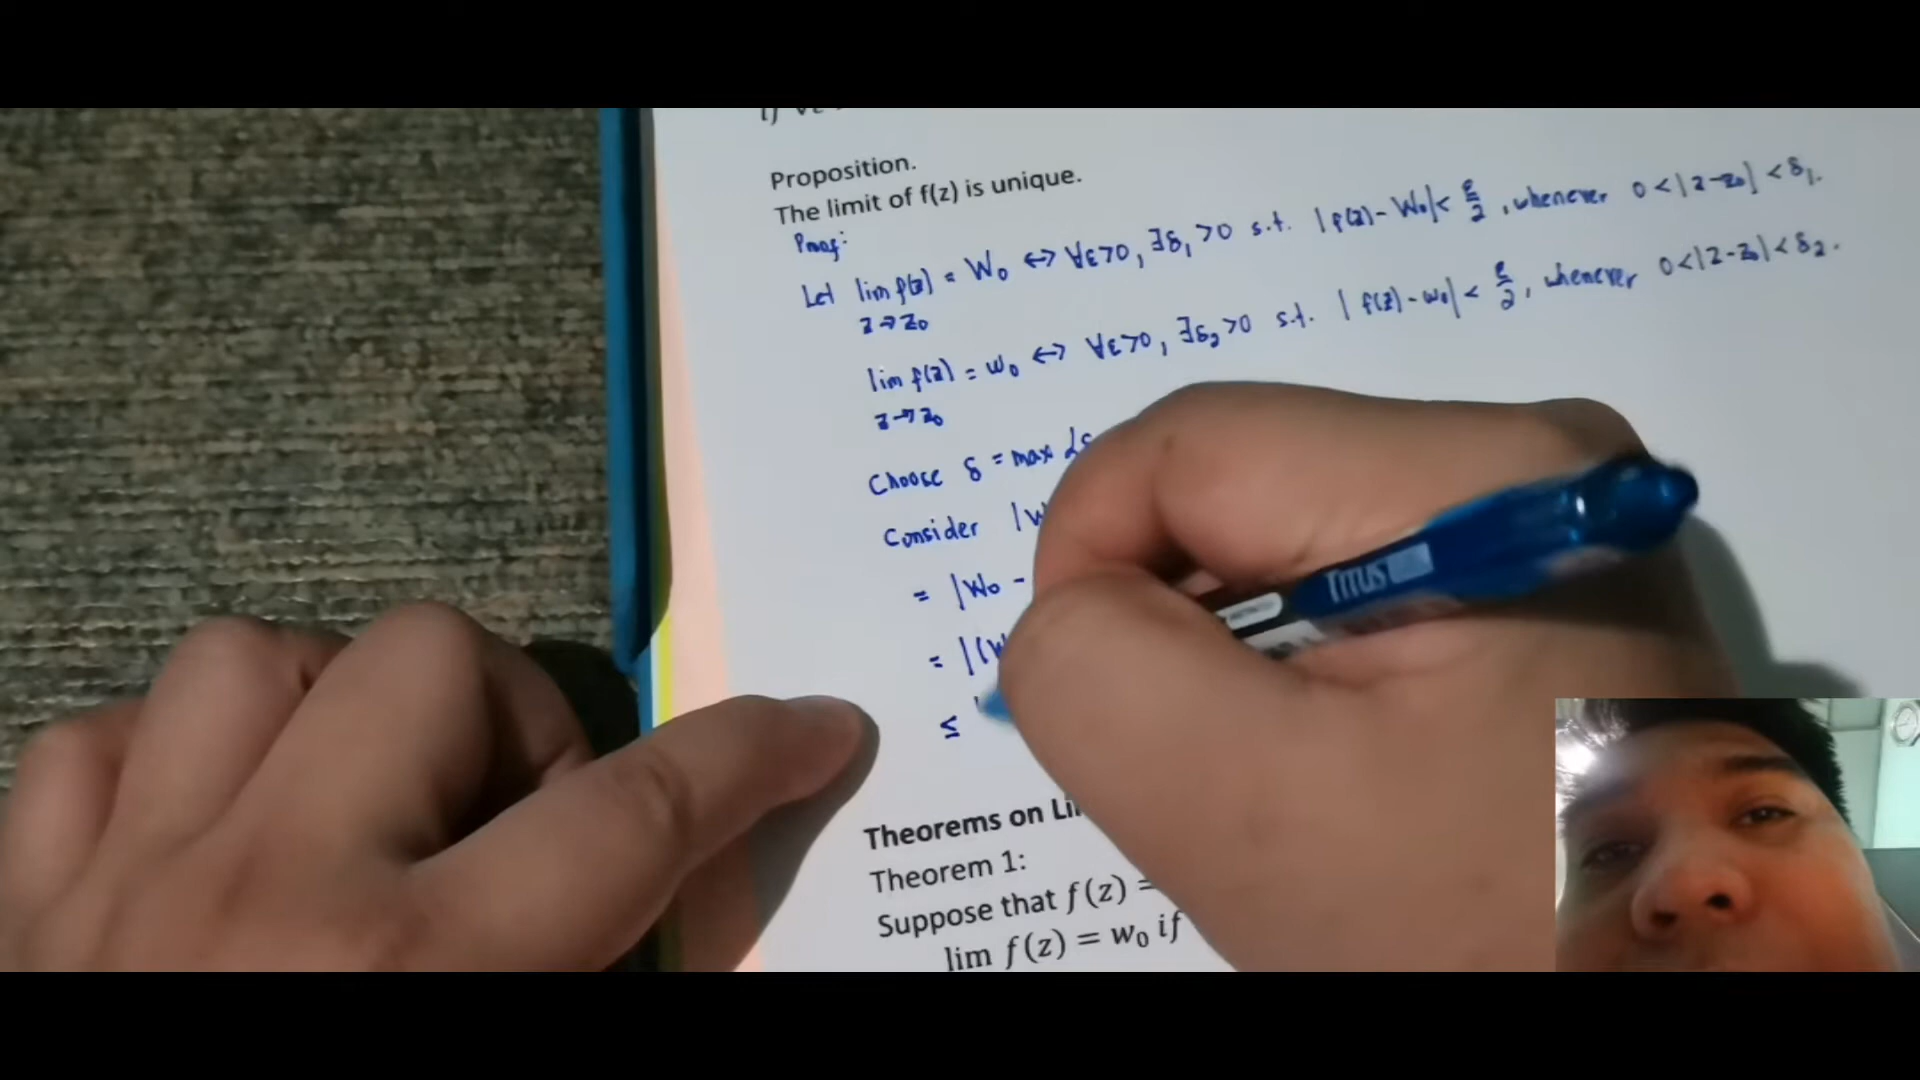 Proposition.
The limit of f(z) is unique.
Proof:
Let lim f(z) = W₀ ↔ ∀ε>0, ∃δ₁>0 s.t. |f(z)-W₀|< ε/2, whenever 0<|z-z₀|<δ₁.
z→z₀
lim f(z) = w₀ ↔ ∀ε>0, ∃δ₂>0 s.t. |f(z)-w₀|< ε/2, whenever 0<|z-z₀|<δ₂.
z→z₀
Choose δ = max {δ
Consider |W
= |W₀ -
= |(W
≤ |
TITUS
Theorems on Li
Theorem 1:
Suppose that f(z) =
lim f(z) = w₀ if